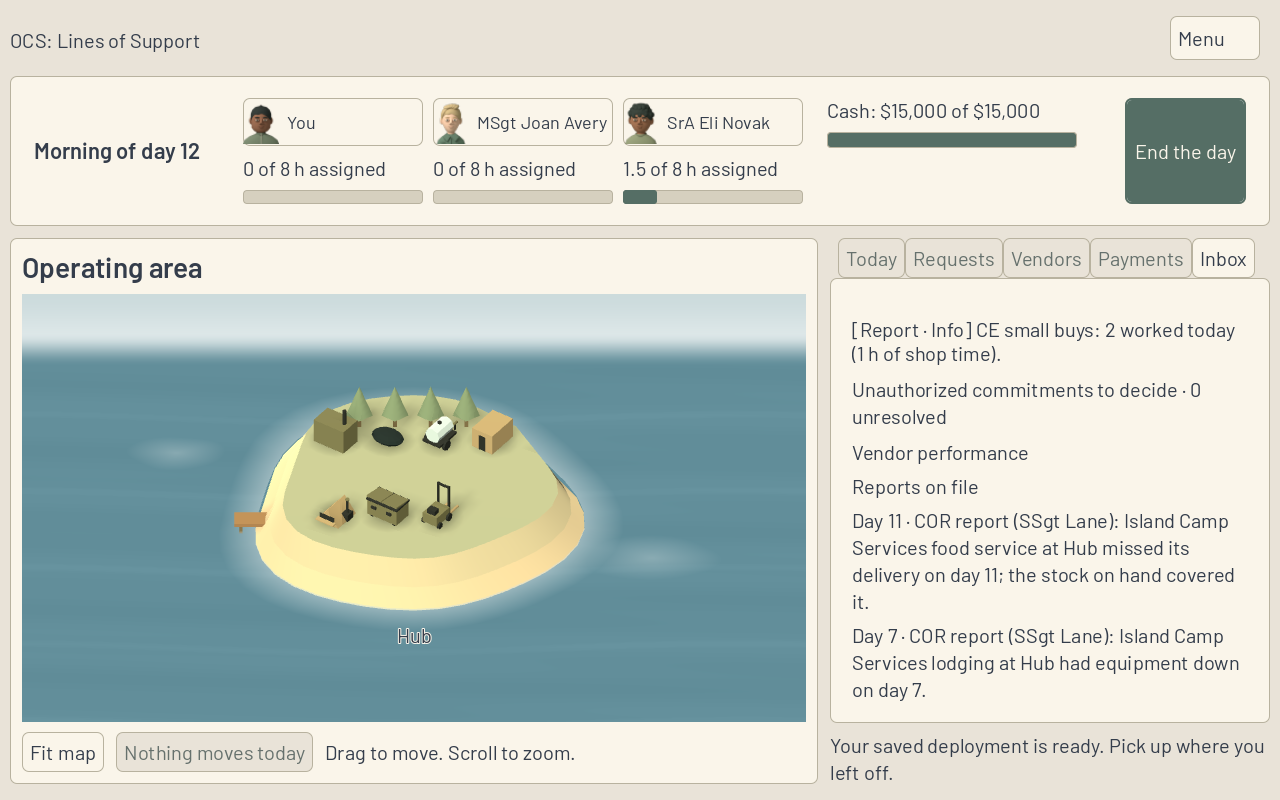 OCS: Lines of Support
Menu
Morning of day 12
You
0 of 8 h assigned
MSgt Joan Avery
0 of 8 h assigned
SrA Eli Novak
1.5 of 8 h assigned
Cash: $15,000 of $15,000
End the day
Operating area
Hub
Fit map
Nothing moves today
Drag to move. Scroll to zoom.
Today
Requests
Vendors
Payments
Inbox
[Report · Info] CE small buys: 2 worked today
(1 h of shop time).
Unauthorized commitments to decide · 0
unresolved
Vendor performance
Reports on file
Day 11 · COR report (SSgt Lane): Island Camp
Services food service at Hub missed its
delivery on day 11; the stock on hand covered
it.
Day 7 · COR report (SSgt Lane): Island Camp
Services lodging at Hub had equipment down
on day 7.
Your saved deployment is ready. Pick up where you
left off.